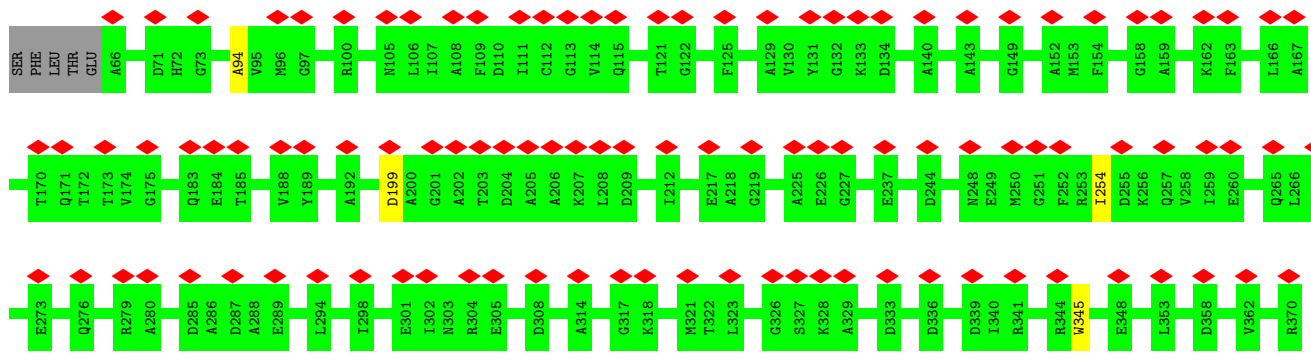 SER PHE LEU THR GLU A66 D71 H72 G73 A94 V95 M96 G97 R100 N105 L106 I107 A108 F109 D110 I111 C112 G113 V114 Q115 T121 G122 F125 A129 V130 Y131 G132 K133 D134 A140 A143 G149 A152 M153 F154 G158 A159 K162 F163 L166 A167
T170 Q171 T172 T173 V174 G175 Q183 E184 T185 V188 Y189 A192 D199 A200 G201 A202 T203 D204 A205 A206 K207 L208 D209 I212 E217 A218 G219 A225 E226 G227 E237 D244 N248 E249 M250 G251 F252 R253 I254 D255 K256 Q257 V258 I259 E260 Q265 L266
E273 Q276 R279 A280 D285 A286 D287 A288 E289 L294 I298 E301 I302 N303 R304 E305 D308 A314 G317 K318 M321 T322 L323 G326 S327 K328 A329 D333 D336 D339 I340 R341 R344 W345 E348 L353 D358 V362 R370